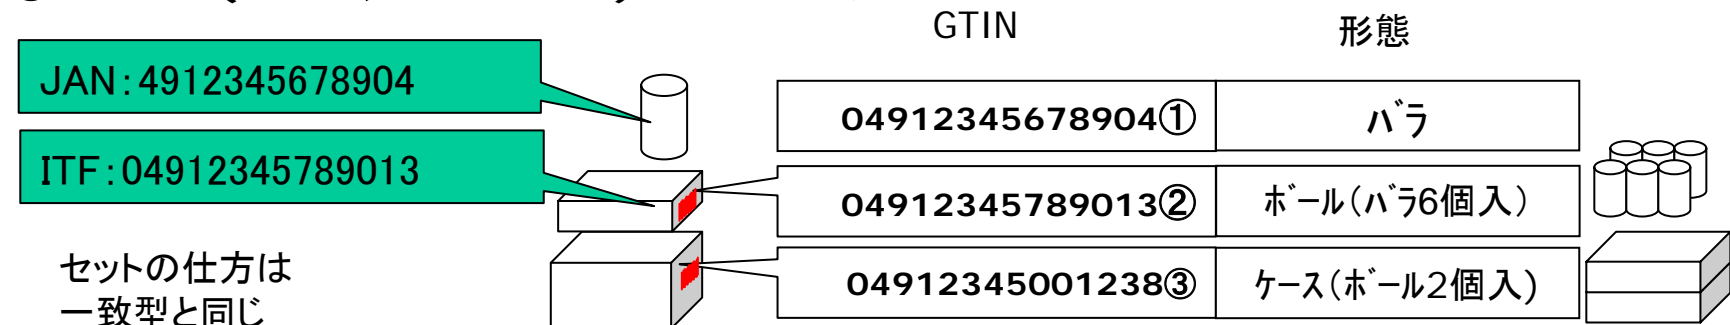 GTIN 形態
JAN:4912345678904
04912345678904① バラ
ITF:04912345789013
04912345789013② ボール(バラ6個入)
セットの仕方は
一致型と同じ
04912345001238③ ケース(ボール2個入)